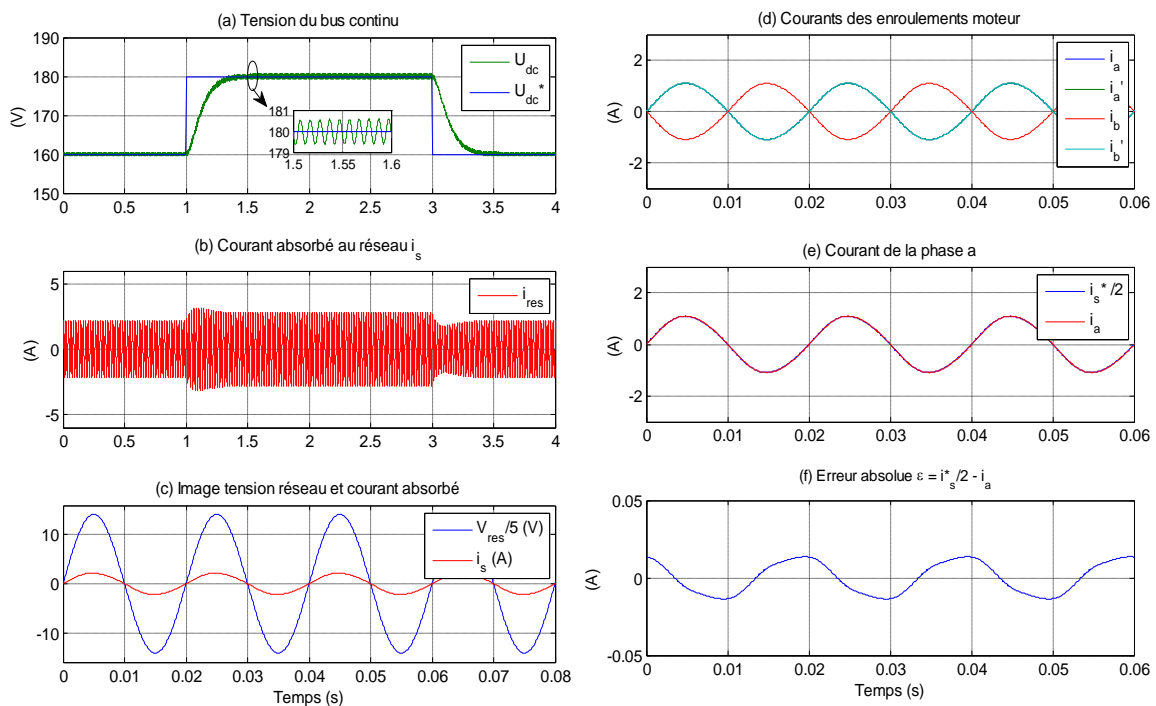 (a) Tension du bus continu
190
180
170
160
150
(V)
U_dc
U_dc*
181
180
179
1.5
1.55
1.6
0 0.5 1 1.5 2 2.5 3 3.5 4
(b) Courant absorbé au réseau i_s
5
0
-5
(A)
i_res
0 0.5 1 1.5 2 2.5 3 3.5 4
(c) Image tension réseau et courant absorbé
10
0
-10
V_res/5 (V)
i_s (A)
0 0.01 0.02 0.03 0.04 0.05 0.06 0.07 0.08
Temps (s)
(d) Courants des enroulements moteur
2
0
-2
(A)
i_a
i_a'
i_b
i_b'
0 0.01 0.02 0.03 0.04 0.05 0.06
(e) Courant de la phase a
2
0
-2
(A)
i_s*/2
i_a
0 0.01 0.02 0.03 0.04 0.05 0.06
(f) Erreur absolue ε = i*_s/2 - i_a
0.05
0
-0.05
(A)
0 0.01 0.02 0.03 0.04 0.05 0.06
Temps (s)